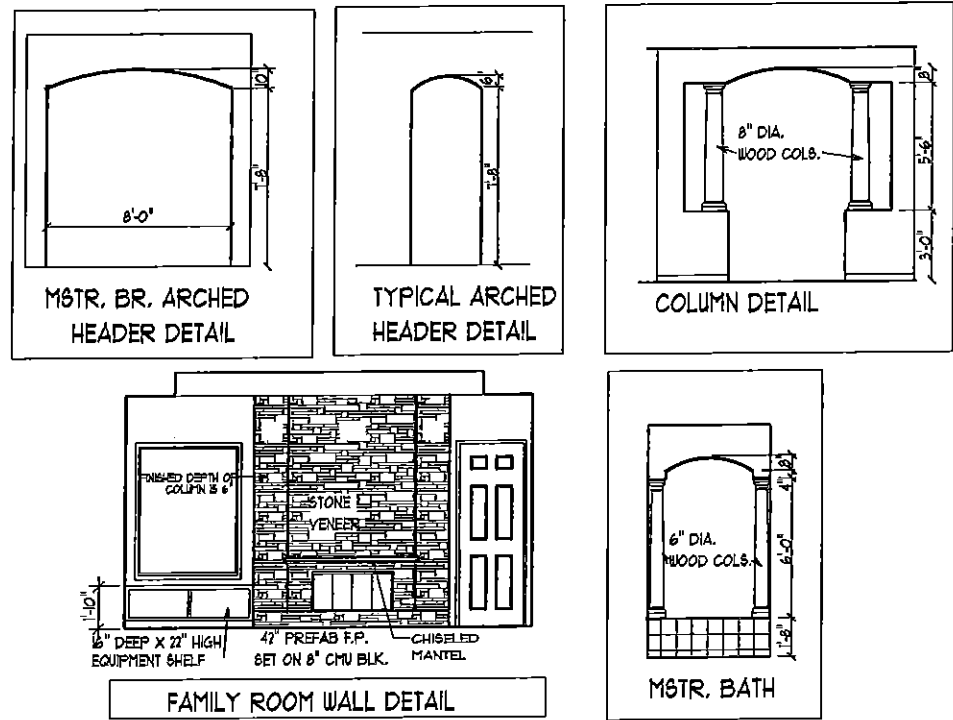 10"
7'-8"
8'-0"
MSTR. BR. ARCHED
HEADER DETAIL
6"
7'-8"
TYPICAL ARCHED
HEADER DETAIL
8"
8" DIA.
WOOD COLS.
5'-6"
3'-0"
COLUMN DETAIL
FINISHED DEPTH OF
COLUMN IS 6"
STONE
VENEER
1'-10"
16" DEEP X 22" HIGH
EQUIPMENT SHELF
42" PREFAB F.P.
SET ON 8" CMU BLK.
CHISELED
MANTEL
FAMILY ROOM WALL DETAIL
8"
4"
6" DIA.
WOOD COLS.
6'-0"
1'-8"
MSTR. BATH